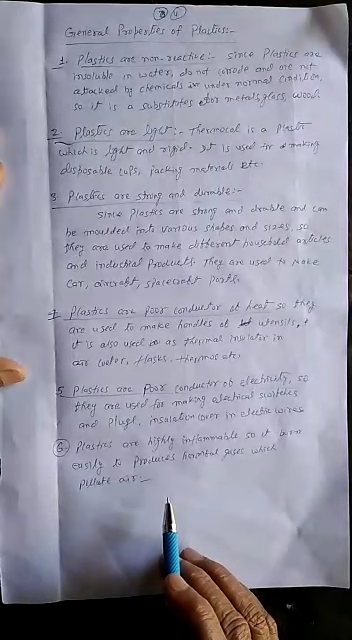 General Properties of Plastics:-
1. Plastics are non-reactive:- Since Plastics are
insoluble in water, do not corode and are not
attacked by chemicals under normal condition,
so it is a substitutes for metals, glass, wood.
2. Plastics are light:- Thermocol is a Plastic
which is light and rigid. It is used in making
disposable cups, packing materials etc.
3 Plastics are strong and durable:-
Since Plastics are strong and drable and can
be moulded into various shapes and sizes, so
they are used to make different household articles
and industrial Products. They are used to make
Car, aircraft, spacecraft parts.
4 Plastics are Poor conductor of heat so they
are used to make handles of utensils,
it is also used as thermal insulator in
air cooler, flasks, thermos etc,
5 Plastics are Poor conductor of electricity, so
they are used for making electrical switches
and Plugs, insulation over in electric wires
6 Plastics are highly inflammable so it burn
easily to Produces harmful gases which
Pullute air-